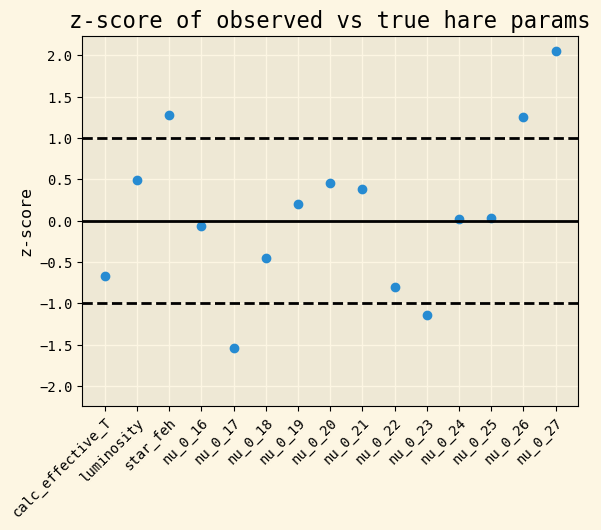 z-score of observed vs true hare params
2.0
1.5
1.0
0.5
0.0
−0.5
−1.0
−1.5
−2.0
z-score
calc_effective_T
luminosity
star_feh
nu_0_16
nu_0_17
nu_0_18
nu_0_19
nu_0_20
nu_0_21
nu_0_22
nu_0_23
nu_0_24
nu_0_25
nu_0_26
nu_0_27